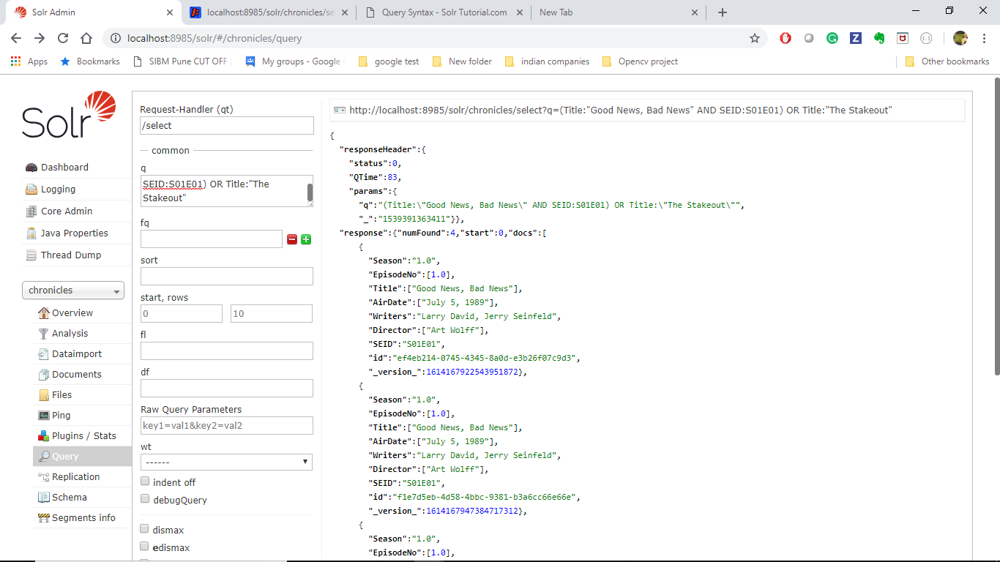 Solr Admin
localhost:8985/solr/chronicles/se
Query Syntax - Solr Tutorial.com
New Tab
localhost:8985/solr/#/chronicles/query
Apps
Bookmarks
SIBM Pune CUT OFF
My groups - Google
google test
New folder
indian companies
Opencv project
Other bookmarks
Solr
Dashboard
Logging
Core Admin
Java Properties
Thread Dump
chronicles
Overview
Analysis
Dataimport
Documents
Files
Ping
Plugins / Stats
Query
Replication
Schema
Segments info
Request-Handler (qt)
/select
common
q
SEID:S01E01) OR Title:"The
Stakeout"
fq
sort
start, rows
0
10
fl
df
Raw Query Parameters
key1=val1&key2=val2
wt
------
indent off
debugQuery
dismax
edismax
http://localhost:8985/solr/chronicles/select?q=(Title:"Good News, Bad News" AND SEID:S01E01) OR Title:"The Stakeout"
{
"responseHeader":{
"status":0,
"QTime":83,
"params":{
"q":"(Title:\"Good News, Bad News\" AND SEID:S01E01) OR Title:\"The Stakeout\"",
"_":"1539391363411"}},
"response":{"numFound":4,"start":0,"docs":[
{
"Season":"1.0",
"EpisodeNo":[1.0],
"Title":["Good News, Bad News"],
"AirDate":["July 5, 1989"],
"Writers":"Larry David, Jerry Seinfeld",
"Director":["Art Wolff"],
"SEID":"S01E01",
"id":"ef4eb214-0745-4345-8a0d-e3b26f07c9d3",
"_version_":1614167922543951872},
{
"Season":"1.0",
"EpisodeNo":[1.0],
"Title":["Good News, Bad News"],
"AirDate":["July 5, 1989"],
"Writers":"Larry David, Jerry Seinfeld",
"Director":["Art Wolff"],
"SEID":"S01E01",
"id":"f1e7d5eb-4d58-4bbc-9381-b3a6cc66e66e",
"_version_":1614167947384717312},
{
"Season":"1.0",
"EpisodeNo":[1.0],